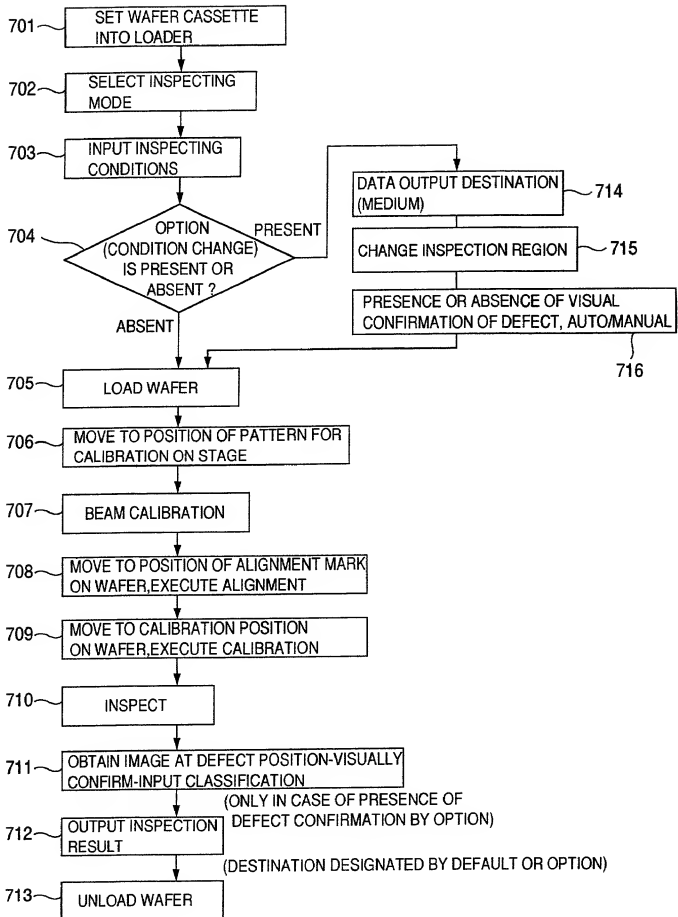 701
SET WAFER CASSETTE
INTO LOADER
702
SELECT INSPECTING
MODE
703
INPUT INSPECTING
CONDITIONS
704
OPTION
(CONDITION CHANGE)
IS PRESENT OR
ABSENT ?
PRESENT
ABSENT
DATA OUTPUT DESTINATION
(MEDIUM)
714
CHANGE INSPECTION REGION
715
PRESENCE OR ABSENCE OF VISUAL
CONFIRMATION OF DEFECT, AUTO/MANUAL
716
705
LOAD WAFER
706
MOVE TO POSITION OF PATTERN FOR
CALIBRATION ON STAGE
707
BEAM CALIBRATION
708
MOVE TO POSITION OF ALIGNMENT MARK
ON WAFER,EXECUTE ALIGNMENT
709
MOVE TO CALIBRATION POSITION
ON WAFER,EXECUTE CALIBRATION
710
INSPECT
711
OBTAIN IMAGE AT DEFECT POSITION-VISUALLY
CONFIRM-INPUT CLASSIFICATION
(ONLY IN CASE OF PRESENCE OF
DEFECT CONFIRMATION BY OPTION)
712
OUTPUT INSPECTION
RESULT
(DESTINATION DESIGNATED BY DEFAULT OR OPTION)
713
UNLOAD WAFER